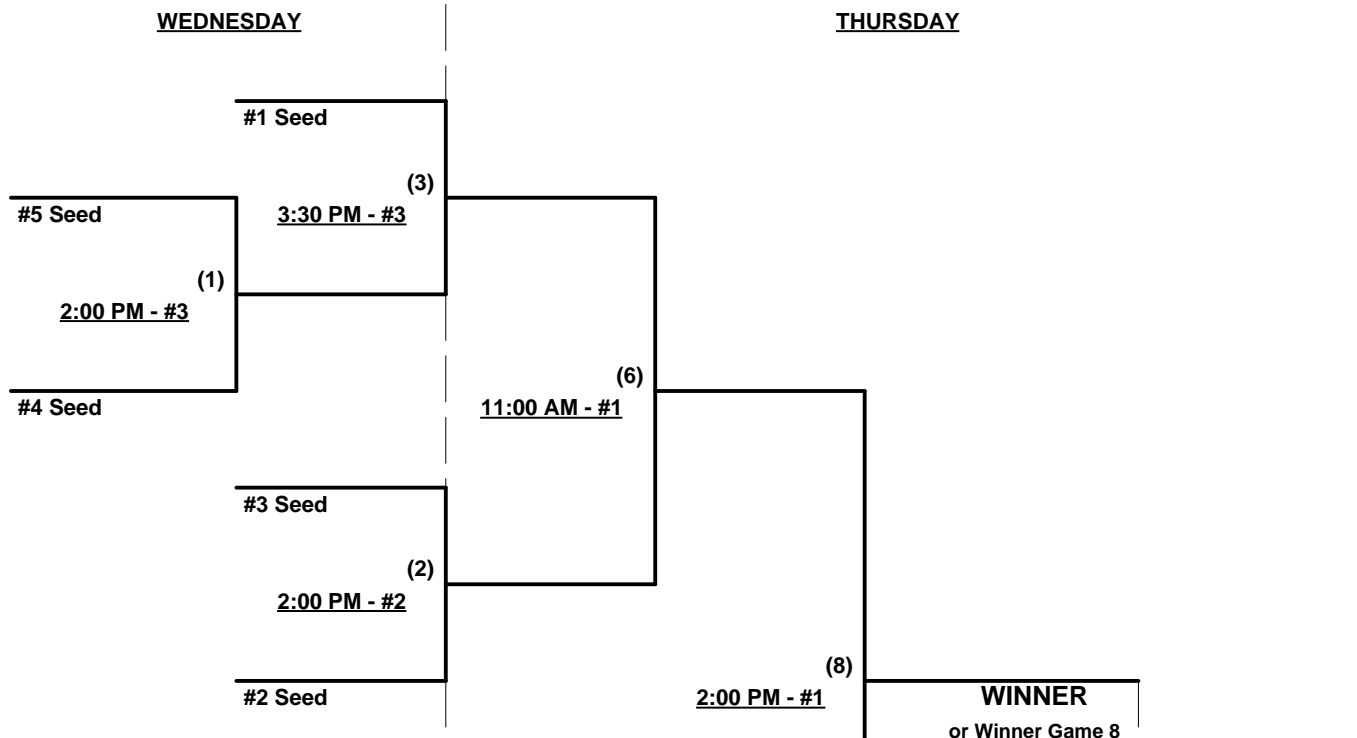 WEDNESDAY
THURSDAY
#1 Seed
(3)
3:30 PM - #3
#5 Seed
(1)
2:00 PM - #3
#4 Seed
(6)
11:00 AM - #1
#3 Seed
(2)
2:00 PM - #2
#2 Seed
(8)
2:00 PM - #1
WINNER
or Winner Game 8